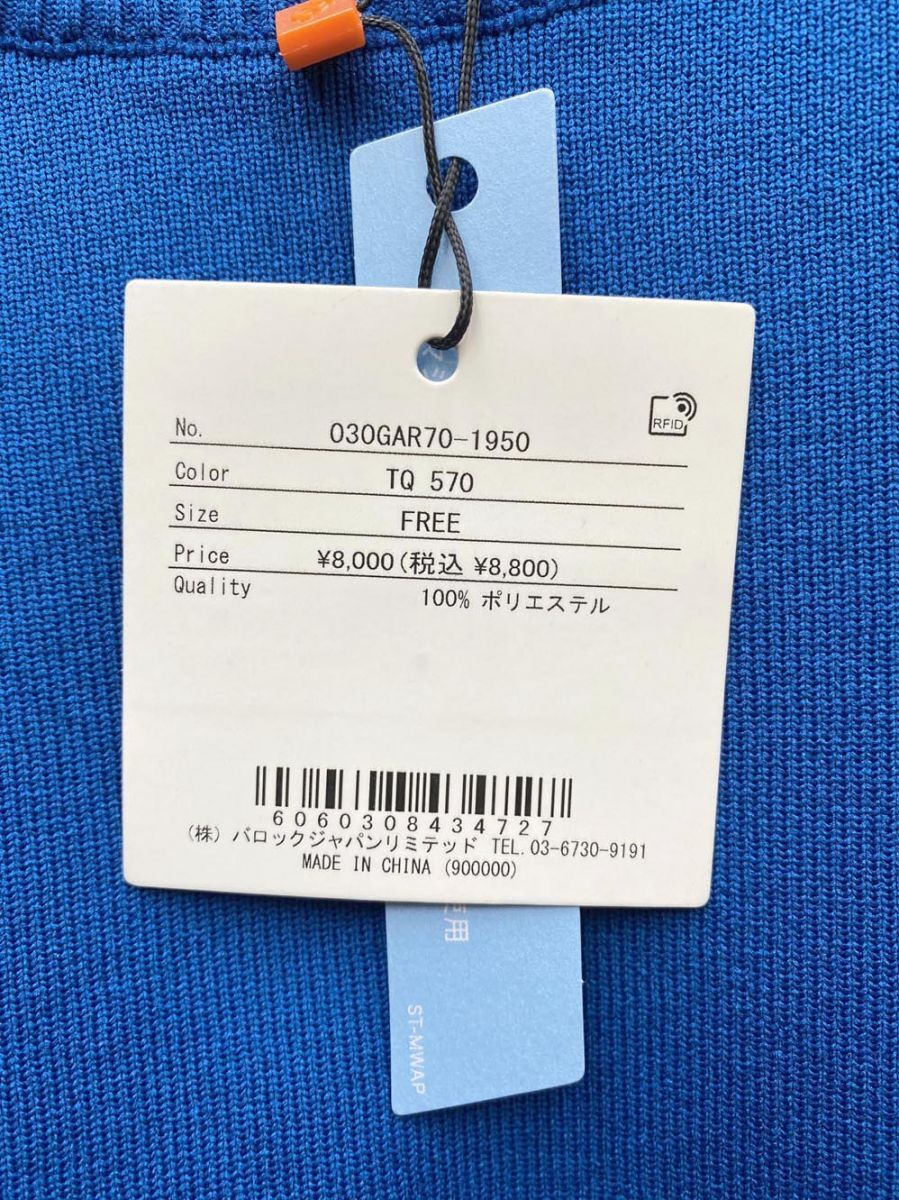 RFID
No. 030GAR70-1950
Color TQ 570
Size FREE
Price ¥8,000(税込 ¥8,800)
Quality 100% ポリエステル
6060308434727
(株) バロックジャパンリミテッド TEL.03-6730-9191
MADE IN CHINA (900000)
用
ST-MWAP